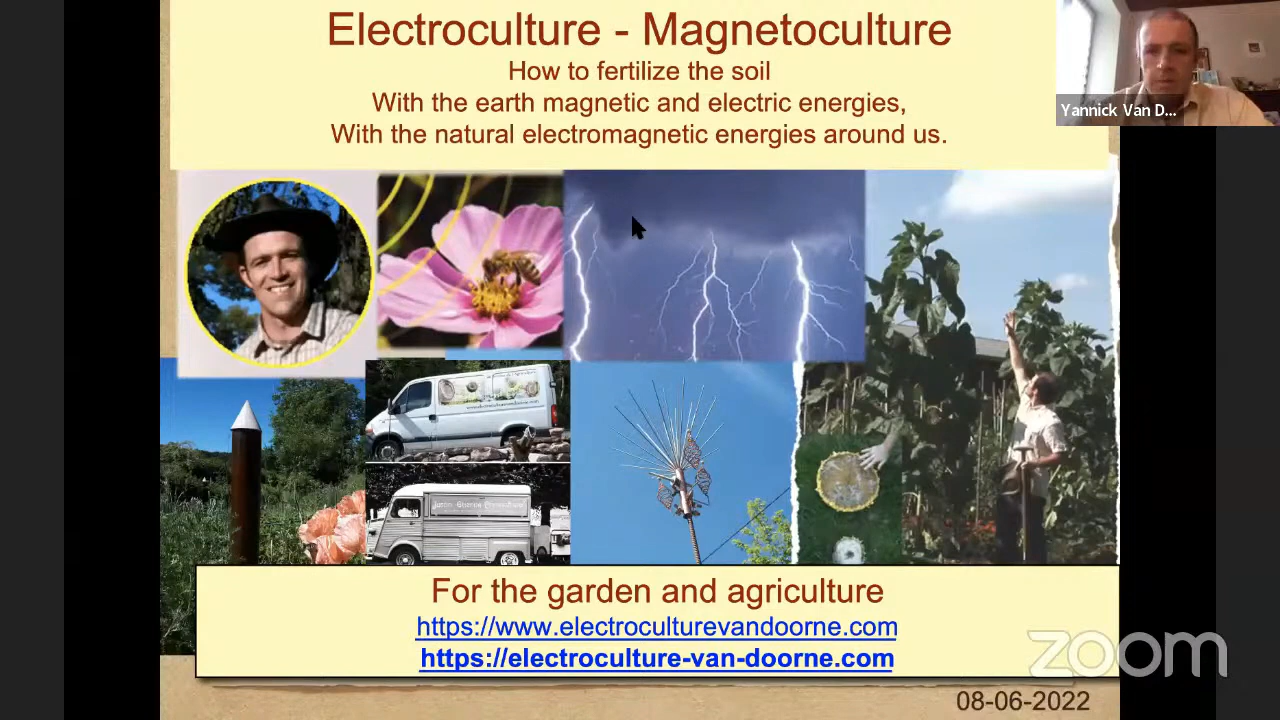 Electroculture - Magnetoculture
How to fertilize the soil
With the earth magnetic and electric energies,
With the natural electromagnetic energies around us.
Yannick Van D...
For the garden and agriculture
https://www.electroculturevandoorne.com
https://electroculture-van-doorne.com
zoom
08-06-2022